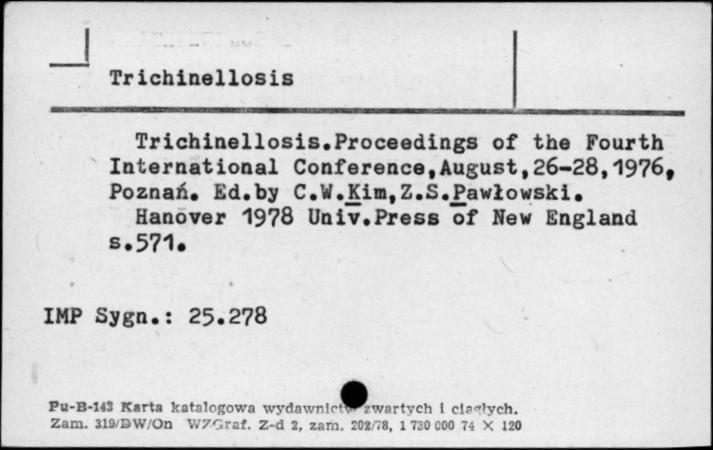 Trichinellosis
Trichinellosis.Proceedings of the Fourth
International Conference,August,26-28,1976,
Poznań. Ed.by C.W.Kim,Z.S.Pawłowski.
Hanover 1978 Univ.Press of New England
s.571.
IMP Sygn.: 25.278
Pu-B-143 Karta katalogowa wydawnictw zwartych i ciągłych.
Zam. 319/DW/On WZGraf. Z-d 2, zam. 202/78, 1 730 000 74 X 120